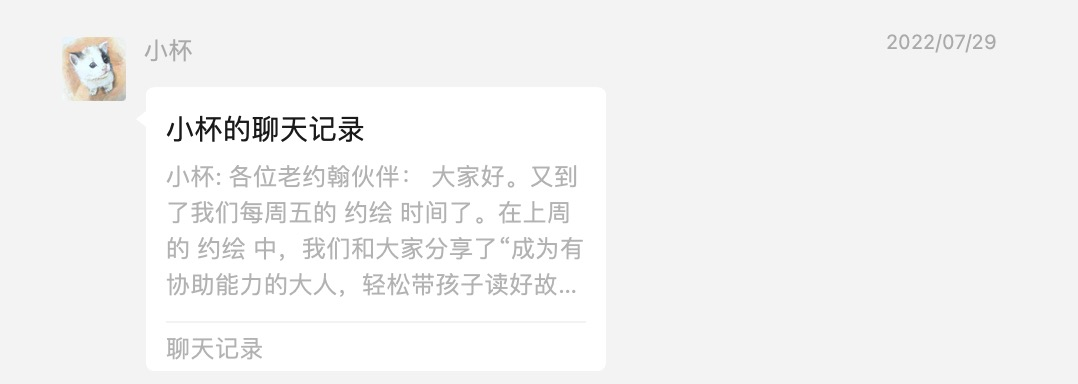 小杯
2022/07/29
小杯的聊天记录
小杯: 各位老约翰伙伴： 大家好。又到
了我们每周五的 约绘 时间了。在上周
的 约绘 中，我们和大家分享了“成为有
协助能力的大人，轻松带孩子读好故...
聊天记录